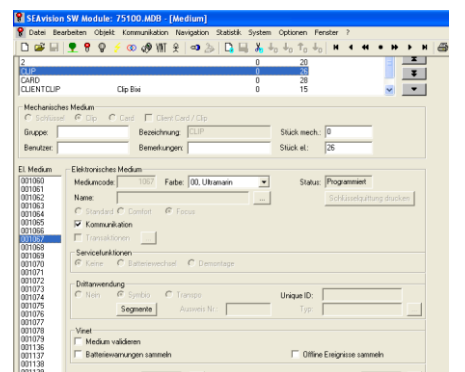 SEAvision SW Module: 75100.MDB - [Medium]
Datei Bearbeiten Objekt Kommunikation Navigation Statistik System Optionen Fenster ?
2 0 20
CLIP 0 26
CARD 0 28
CLIENTCLIP Clip Bixi 0 15
Mechanisches Medium
Schlüssel Clip Card Client Card / Clip
Gruppe: Bezeichnung: CLIP Stück mech.: 0
Benutzer: Bemerkungen: Stück el.: 26
El. Medium
001060
001061
001062
001063
001064
001065
001066
001067
001068
001069
001070
001071
001072
001073
001074
001075
001076
001077
001078
001136
001137
001138
001139
Elektronisches Medium
Mediumcode: 1067 Farbe: 00, Ultramarin Status: Programmiert
Name: ... Schlüsselquittung drucken
Standard Comfort Focus
Kommunikation
Transaktionen
Servicefunktionen
Keine Batteriewechsel Demontage
Drittanwendung
Nein Symbio Trampo Unique ID:
Segmente Ausweis Nr.: Typ:
Vinet
Medium validieren
Batteriewarnungen sammeln Offline Ereignisse sammeln